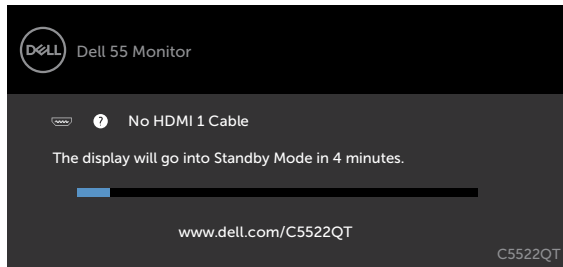 DELL
Dell 55 Monitor
? No HDMI 1 Cable
The display will go into Standby Mode in 4 minutes.
www.dell.com/C5522QT
C5522QT